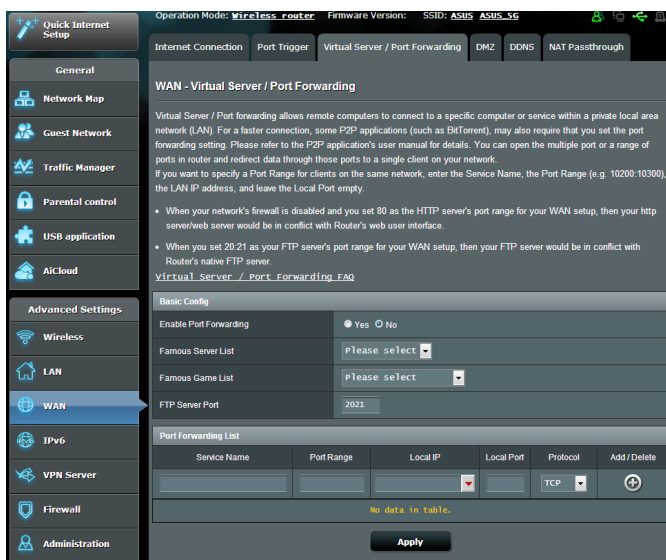 Operation Mode: Wireless router Firmware Version: SSID: ASUS ASUS_5G
Quick Internet
Setup
General
Network Map
Guest Network
Traffic Manager
Parental control
USB application
AiCloud
Advanced Settings
Wireless
LAN
WAN
IPv6
VPN Server
Firewall
Administration
Internet Connection Port Trigger Virtual Server / Port Forwarding DMZ DDNS NAT Passthrough
WAN - Virtual Server / Port Forwarding
Virtual Server / Port forwarding allows remote computers to connect to a specific computer or service within a private local area
network (LAN). For a faster connection, some P2P applications (such as BitTorrent), may also require that you set the port
forwarding setting. Please refer to the P2P application's user manual for details. You can open the multiple port or a range of
ports in router and redirect data through those ports to a single client on your network.
If you want to specify a Port Range for clients on the same network, enter the Service Name, the Port Range (e.g. 10200:10300),
the LAN IP address, and leave the Local Port empty.
• When your network's firewall is disabled and you set 80 as the HTTP server's port range for your WAN setup, then your http
server/web server would be in conflict with Router's web user interface.
• When you set 20:21 as your FTP server's port range for your WAN setup, then your FTP server would be in conflict with
Router's native FTP server.
Virtual Server / Port Forwarding FAQ
Basic Config
Enable Port Forwarding Yes No
Famous Server List Please select
Famous Game List Please select
FTP Server Port 2021
Port Forwarding List
Service Name Port Range Local IP Local Port Protocol Add / Delete
TCP
No data in table.
Apply